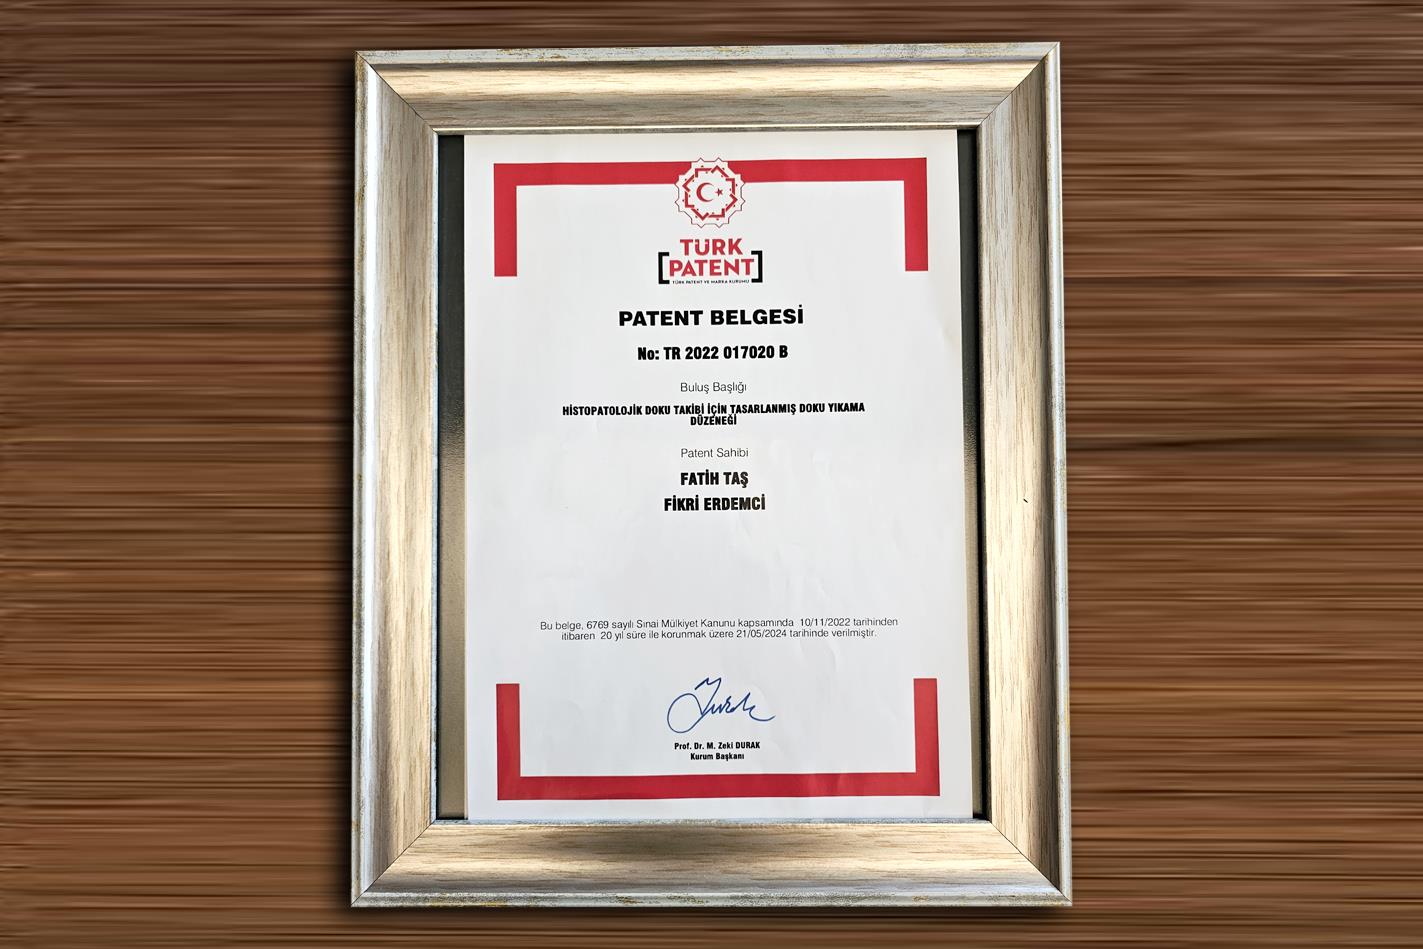 TÜRK
PATENT
TÜRK PATENT VE MARKA KURUMU
PATENT BELGESİ
No: TR 2022 017020 B
Buluş Başlığı
HİSTOPATOLOJİK DOKU TAKİBİ İÇİN TASARLANMIŞ DOKU YIKAMA
DÜZENEĞİ
Patent Sahibi
FATİH TAŞ
FİKRİ ERDEMCİ
Bu belge, 6769 sayılı Sınai Mülkiyet Kanunu kapsamında 10/11/2022 tarihinden
itibaren 20 yıl süre ile korunmak üzere 21/05/2024 tarihinde verilmiştir.
Prof. Dr. M. Zeki DURAK
Kurum Başkanı